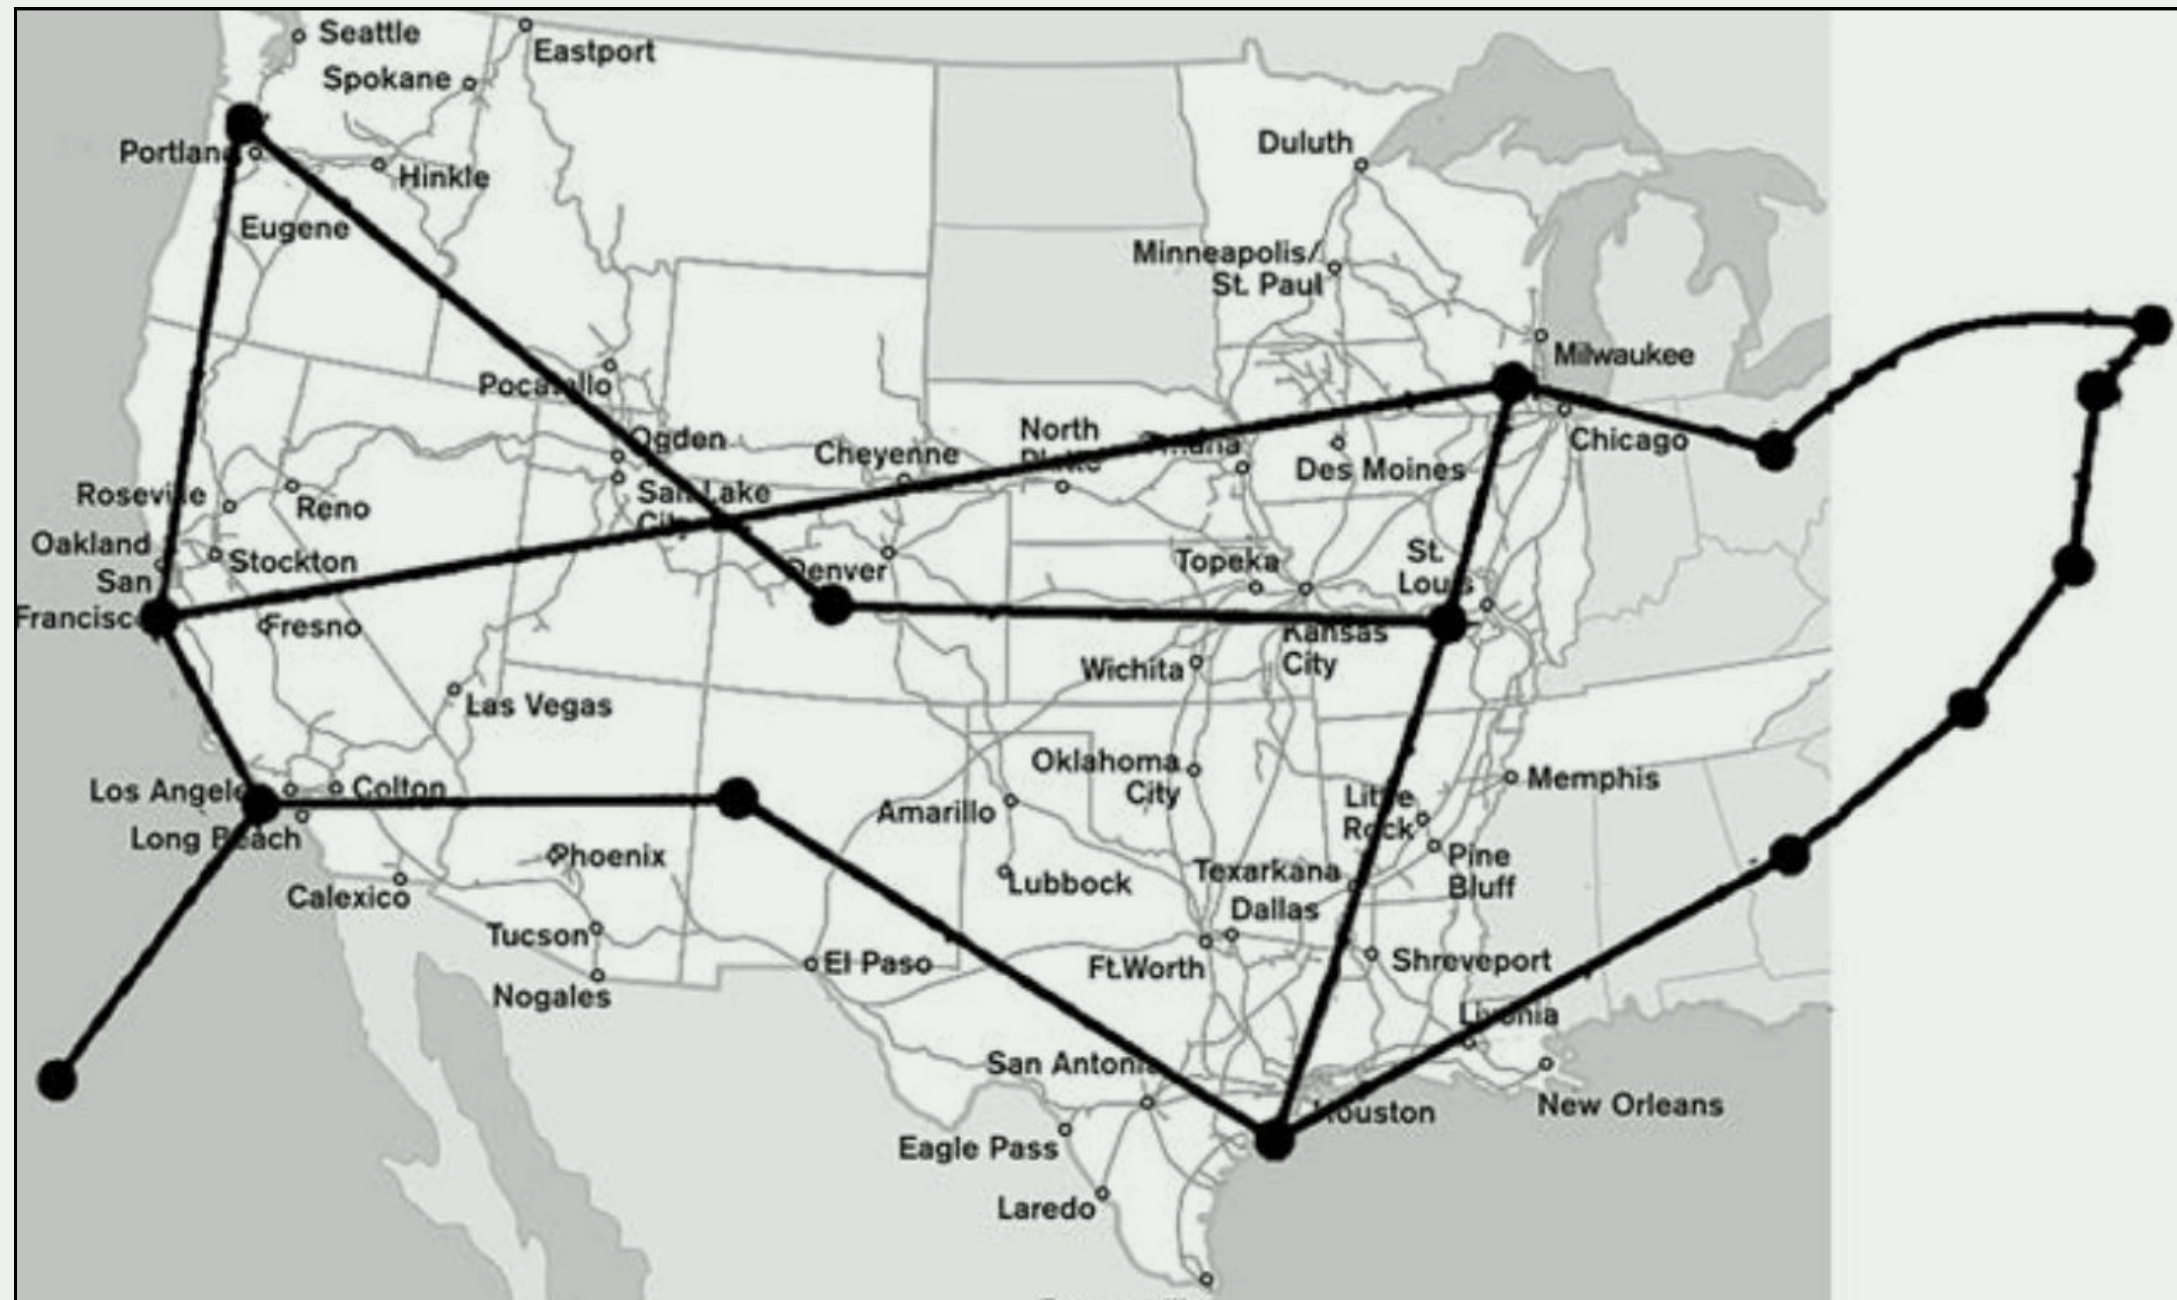 Seattle
Eastport
Spokane
Portland
Hinkle
Eugene
Duluth
Minneapolis/
St. Paul
Milwaukee
Pocatello
Ogden
Cheyenne
North
Platte
Omaha
Des Moines
Chicago
Salt Lake
City
Roseville
Reno
Oakland
Stockton
San
Francisco
Fresno
Denver
Topeka
St.
Louis
Kansas
City
Wichita
Las Vegas
Oklahoma
City
Los Angeles
Colton
Long Beach
Amarillo
Memphis
Little
Rock
Calexico
Phoenix
Lubbock
Texarkana
Pine
Bluff
Dallas
Tucson
El Paso
Ft.Worth
Shreveport
Nogales
Livonia
San Antonio
Houston
New Orleans
Eagle Pass
Laredo